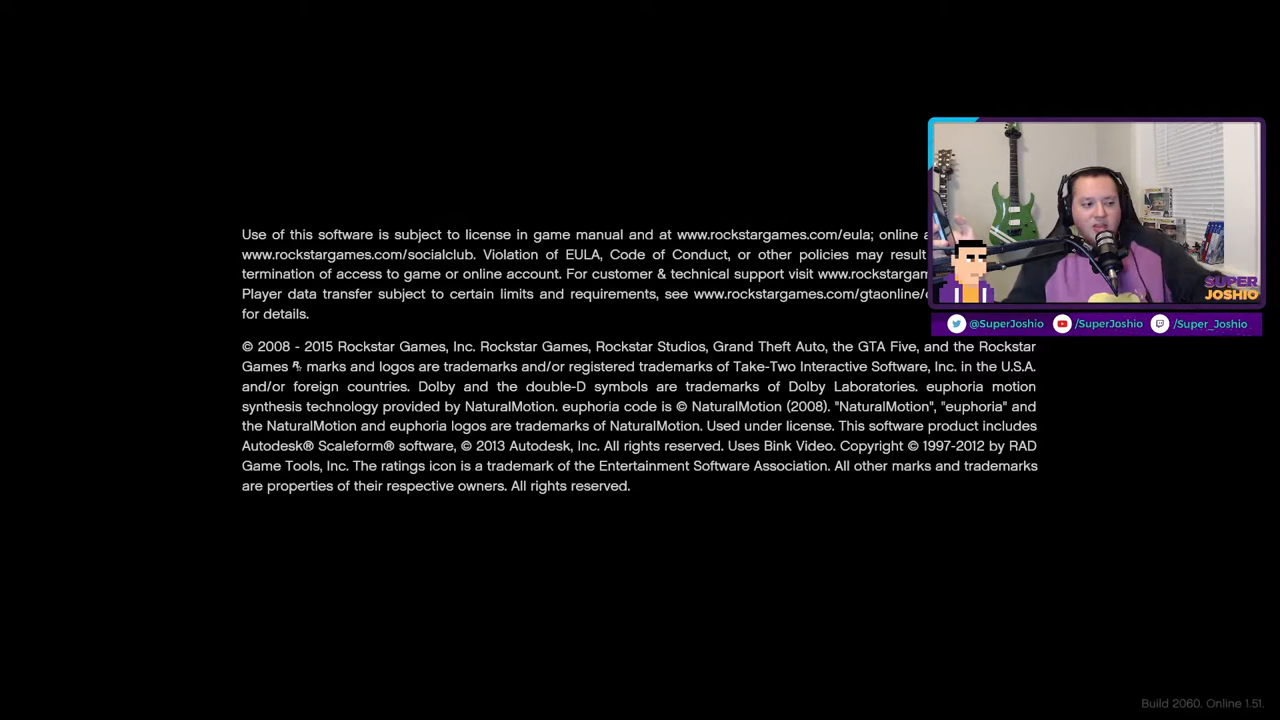 Use of this software is subject to license in game manual and at www.rockstargames.com/eula; online
www.rockstargames.com/socialclub. Violation of EULA, Code of Conduct, or other policies may result
termination of access to game or online account. For customer & technical support visit
Player data transfer subject to certain limits and requirements, see
for details.
© 2008 - 2015 Rockstar Games, Inc. Rockstar Games, Rockstar Studios, Grand Theft Auto, the GTA Five, and the Rockstar
Games R* marks and logos are trademarks and/or registered trademarks of Take-Two Interactive Software, Inc. in the U.S.A.
and/or foreign countries. Dolby and the double-D symbols are trademarks of Dolby Laboratories. euphoria motion
synthesis technology provided by NaturalMotion. euphoria code is © NaturalMotion (2008). "NaturalMotion", "euphoria" and
the NaturalMotion and euphoria logos are trademarks of NaturalMotion. Used under license. This software product includes
Autodesk® Scaleform® software, © 2013 Autodesk, Inc. All rights reserved. Uses Bink Video. Copyright © 1997-2012 by RAD
Game Tools, Inc. The ratings icon is a trademark of the Entertainment Software Association. All other marks and trademarks
are properties of their respective owners. All rights reserved.
SUPER
JOSHIO
@SuperJoshio /SuperJoshio /Super_Joshio
Build 2060. Online 1.51.